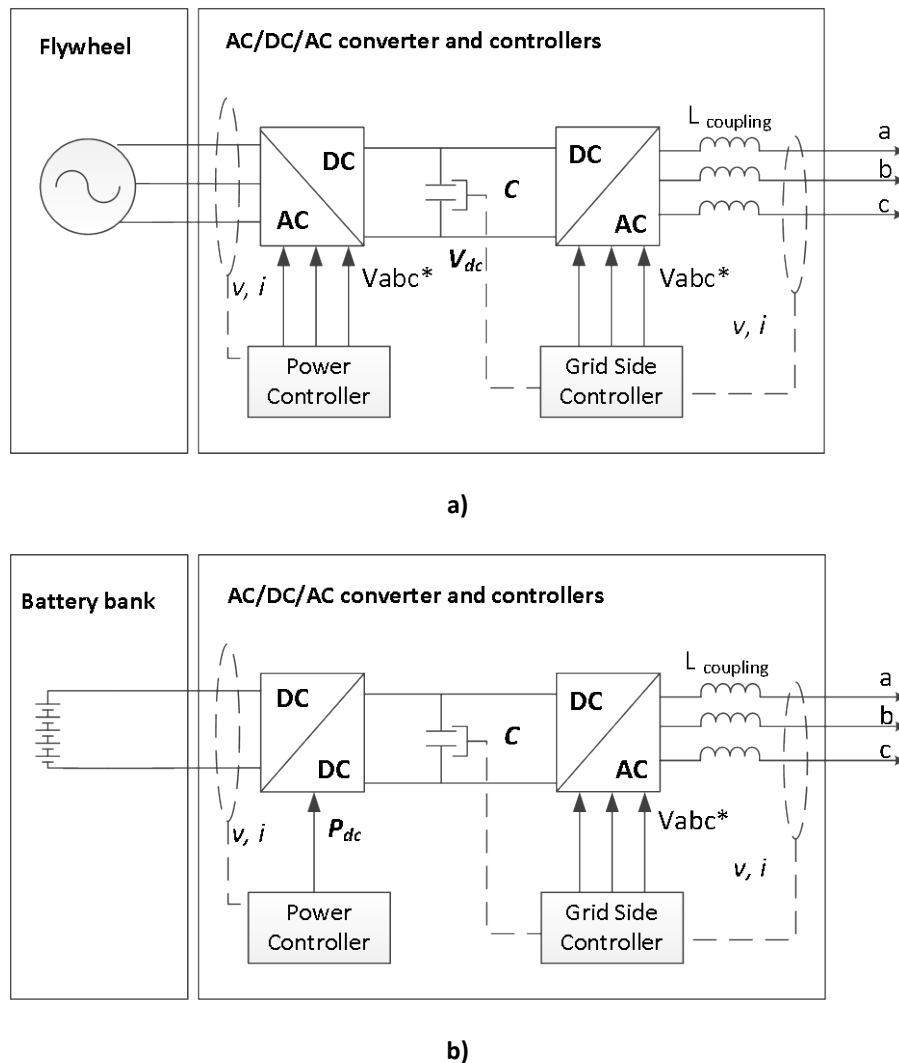 Flywheel
AC/DC/AC converter and controllers
L coupling
a
b
c
DC
AC
C
DC
AC
V dc
Vabc*
Vabc*
v, i
v, i
Power
Controller
Grid Side
Controller
a)
Battery bank
AC/DC/AC converter and controllers
L coupling
a
b
c
DC
DC
C
DC
AC
P dc
Vabc*
v, i
v, i
Power
Controller
Grid Side
Controller
b)